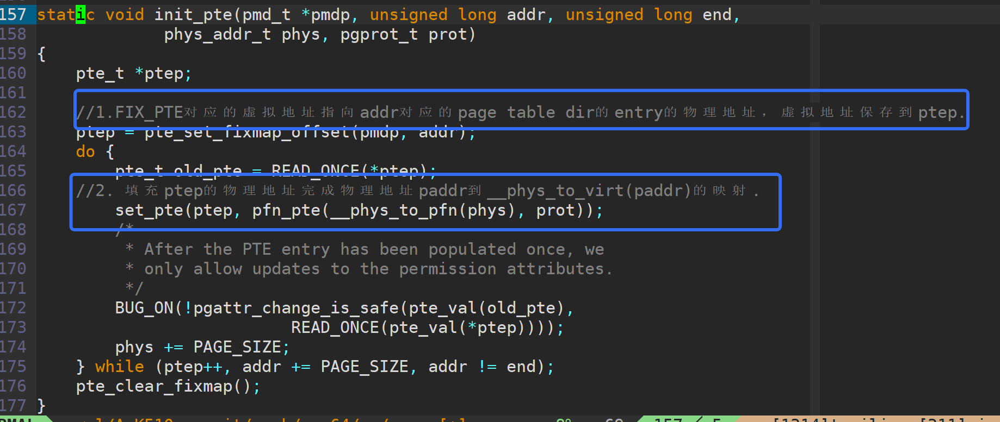 157 static void init_pte(pmd_t *pmdp, unsigned long addr, unsigned long end,
158 phys_addr_t phys, pgprot_t prot)
159 {
160 pte_t *ptep;
161
162 //1.FIX_PTE对应的虚拟地址指向addr对应的page table dir的entry的物理地址，虚拟地址保存到ptep.
163 ptep = pte_set_fixmap_offset(pmdp, addr);
164 do {
165 pte_t old_pte = READ_ONCE(*ptep);
166 //2. 填充ptep的物理地址完成物理地址paddr到__phys_to_virt(paddr)的映射.
167 set_pte(ptep, pfn_pte(__phys_to_pfn(phys), prot));
168 /*
169 * After the PTE entry has been populated once, we
170 * only allow updates to the permission attributes.
171 */
172 BUG_ON(!pgattr_change_is_safe(pte_val(old_pte),
173 READ_ONCE(pte_val(*ptep))));
174 phys += PAGE_SIZE;
175 } while (ptep++, addr += PAGE_SIZE, addr != end);
176 pte_clear_fixmap();
177 }